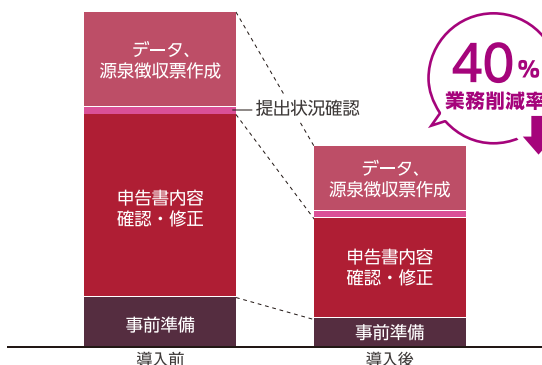 データ、
源泉徴収票作成
提出状況確認
申告書内容
確認・修正
事前準備
導入前
40%
業務削減率
データ、
源泉徴収票作成
申告書内容
確認・修正
事前準備
導入後